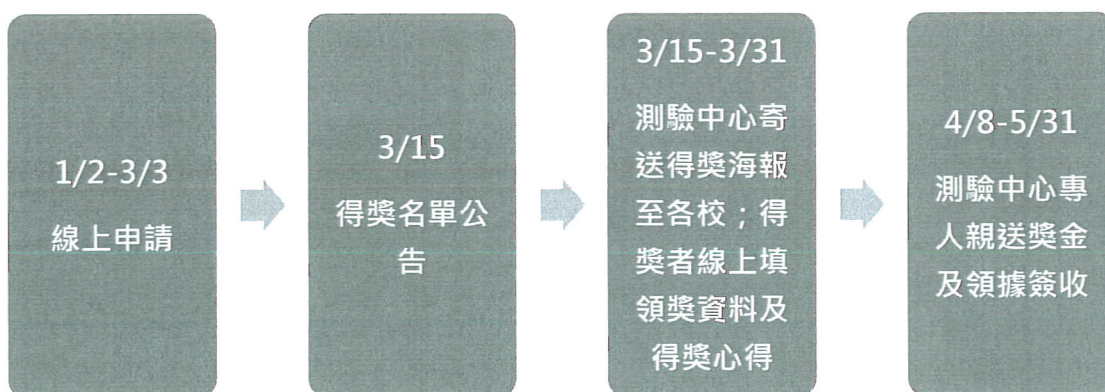 1/2-3/3
線上申請
3/15
得獎名單公
告
3/15-3/31
測驗中心寄
送得獎海報
至各校；得
獎者線上填
領獎資料及
得獎心得
4/8-5/31
測驗中心專
人親送獎金
及領據簽收